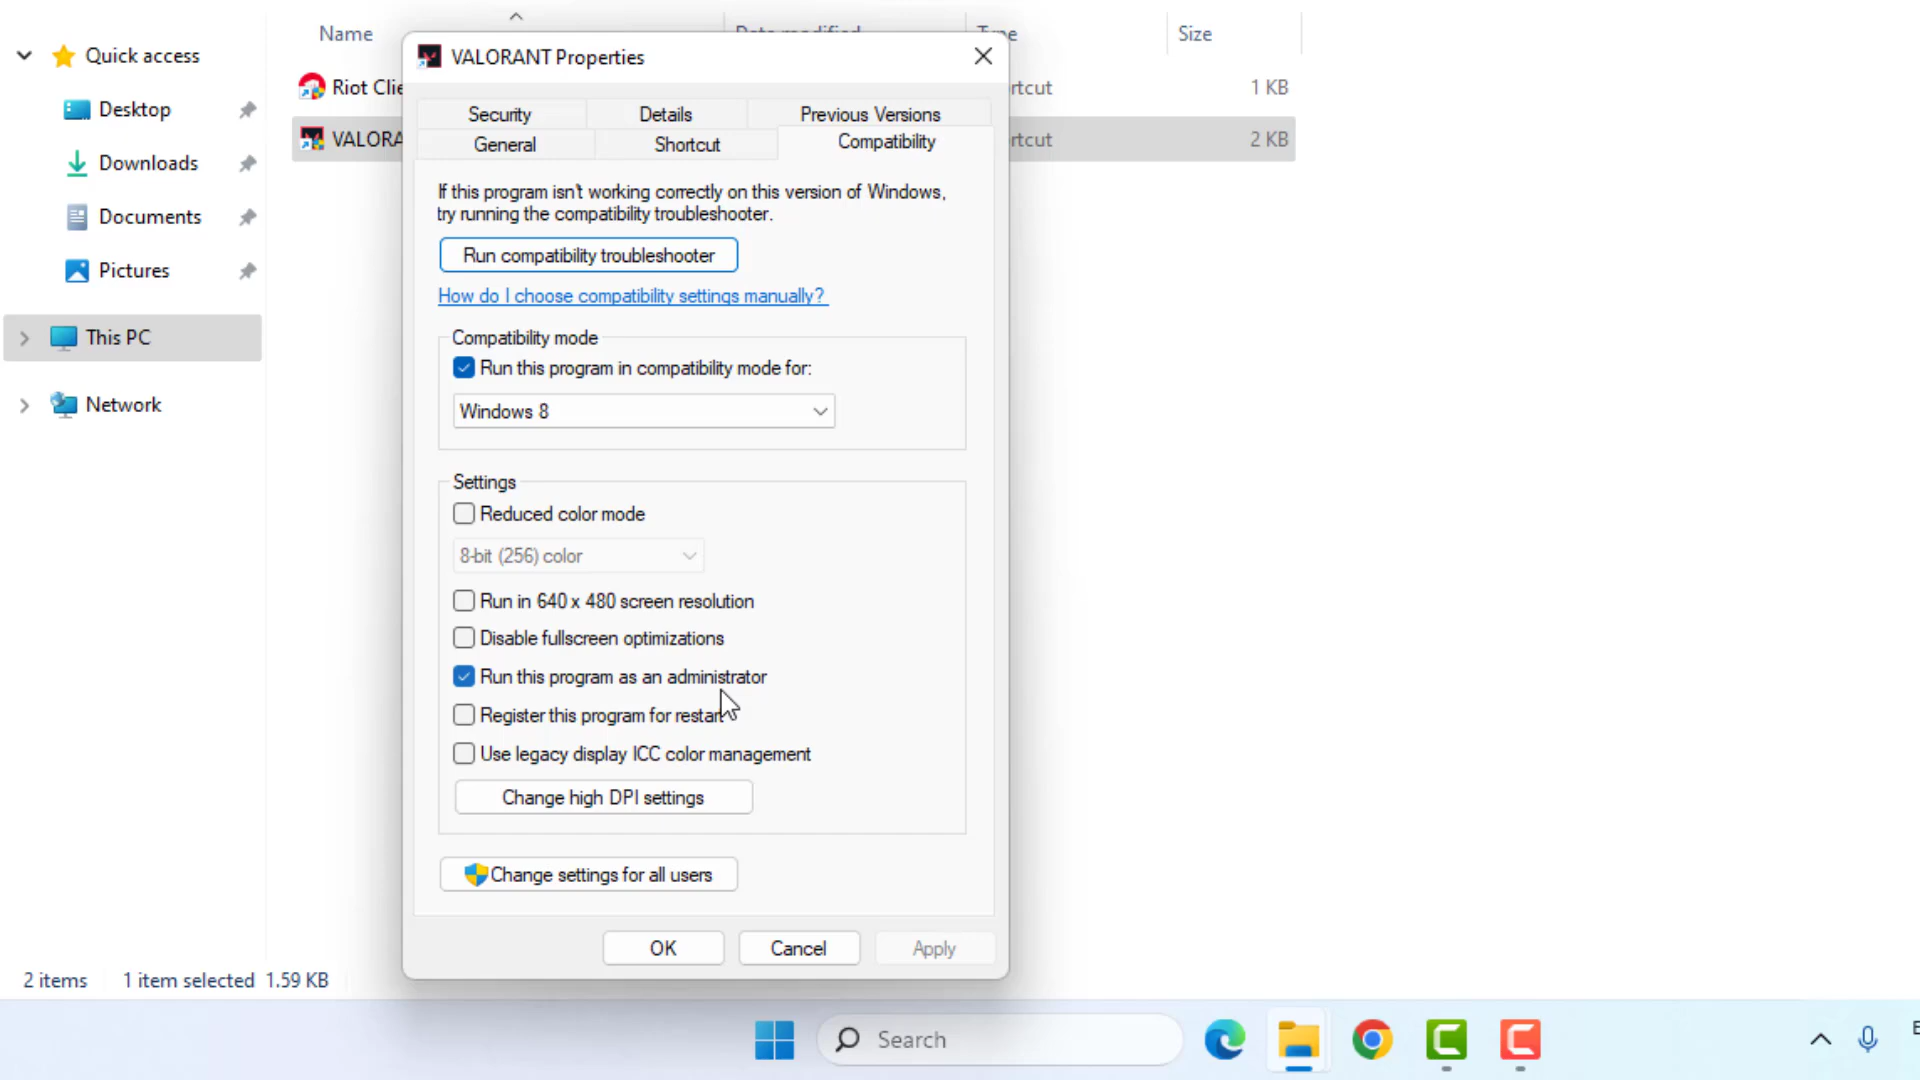 Name
Size
Quick access
Riot Clie
rtcut
1 KB
Desktop
VALORA
rtcut
2 KB
Downloads
Documents
Pictures
This PC
Network
VALORANT Properties
Security
Details
Previous Versions
General
Shortcut
Compatibility
If this program isn't working correctly on this version of Windows,
try running the compatibility troubleshooter.
Run compatibility troubleshooter
How do I choose compatibility settings manually?
Compatibility mode
Run this program in compatibility mode for:
Windows 8
Settings
Reduced color mode
8-bit (256) color
Run in 640 x 480 screen resolution
Disable fullscreen optimizations
Run this program as an administrator
Register this program for restart
Use legacy display ICC color management
Change high DPI settings
Change settings for all users
OK
Cancel
Apply
2 items
1 item selected 1.59 KB
Search